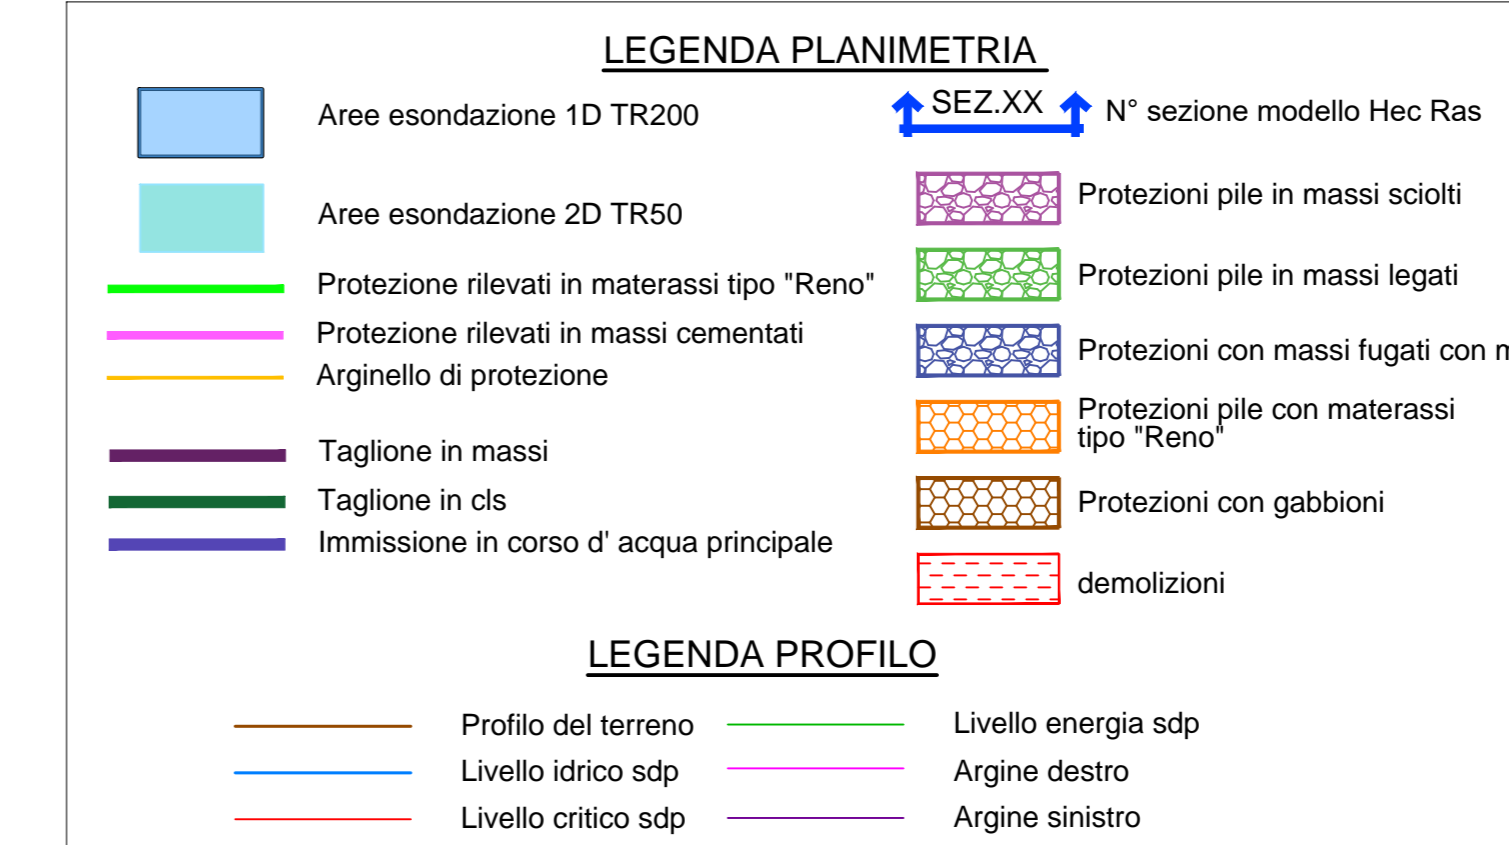 LEGENDA PLANIMETRIA
Aree esondazione 1D TR200
Aree esondazione 2D TR50
Protezione rilevati in materassi tipo "Reno"
Protezione rilevati in massi cementati
Arginello di protezione
Taglione in massi
Taglione in cls
Immissione in corso d' acqua principale
SEZ.XX
N° sezione modello Hec Ras
Protezioni pile in massi sciolti
Protezioni pile in massi legati
Protezioni con massi fugati con
Protezioni pile con materassi
tipo "Reno"
Protezioni con gabbioni
demolizioni
LEGENDA PROFILO
Profilo del terreno
Livello idrico sdp
Livello critico sdp
Livello energia sdp
Argine destro
Argine sinistro